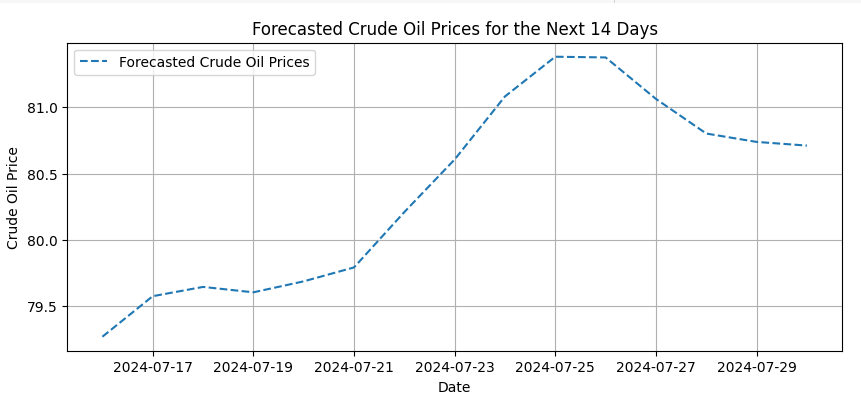 Forecasted Crude Oil Prices for the Next 14 Days
Forecasted Crude Oil Prices
81.0
80.5
80.0
79.5
Crude Oil Price
2024-07-17 2024-07-19 2024-07-21 2024-07-23 2024-07-25 2024-07-27 2024-07-29
Date